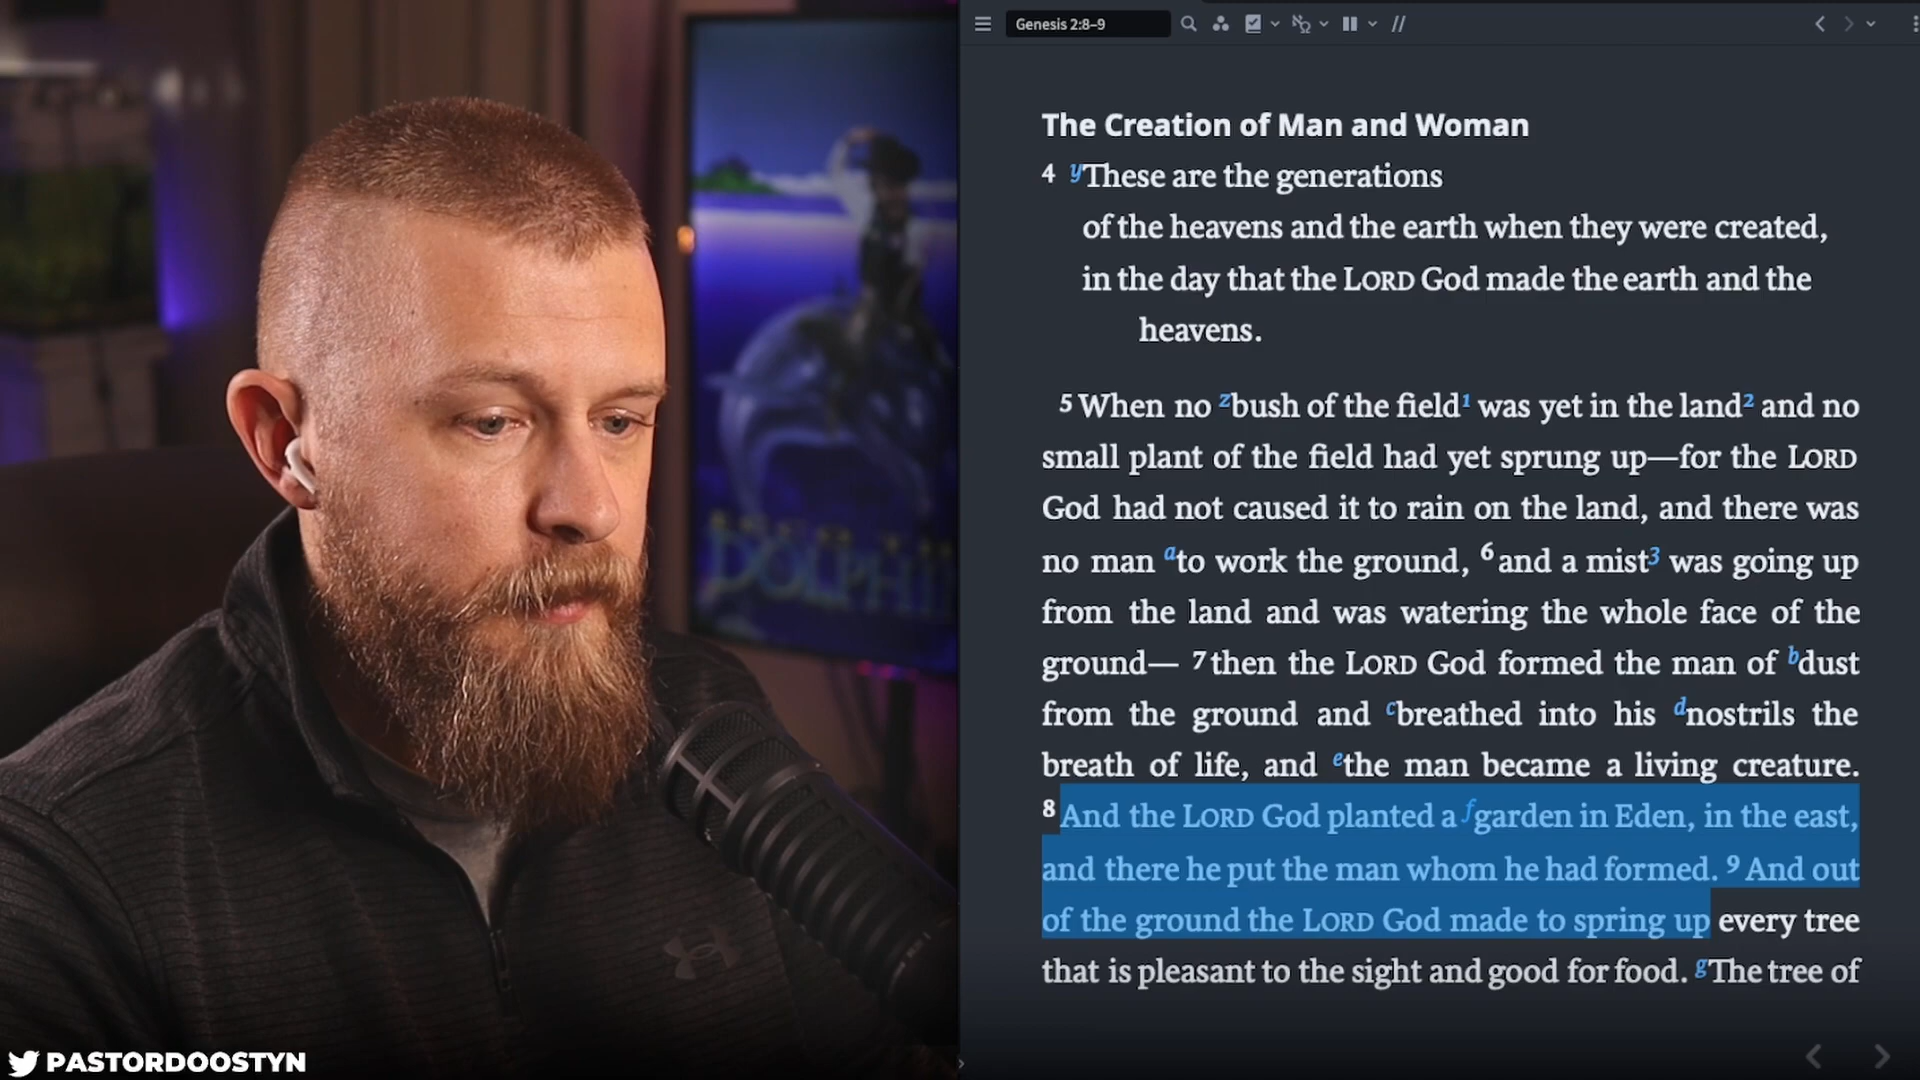 Genesis 2:8–9
The Creation of Man and Woman
4 yThese are the generations
of the heavens and the earth when they were created,
in the day that the LORD God made the earth and the
heavens.
5 When no zbush of the field1 was yet in the land2 and no
small plant of the field had yet sprung up—for the LORD
God had not caused it to rain on the land, and there was
no man ato work the ground, 6 and a mist3 was going up
from the land and was watering the whole face of the
ground— 7 then the LORD God formed the man of bdust
from the ground and cbreathed into his dnostrils the
breath of life, and ethe man became a living creature.
8 And the LORD God planted a fgarden in Eden, in the east,
and there he put the man whom he had formed. 9 And out
of the ground the LORD God made to spring up every tree
that is pleasant to the sight and good for food. gThe tree of
DOLPHIN
PASTORDOOSTYN